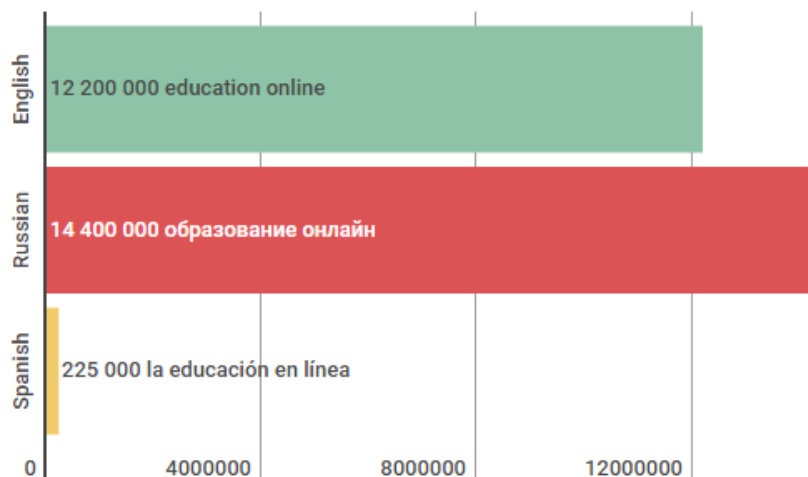 English
12 200 000 education online
Russian
14 400 000 образование онлайн
Spanish
225 000 la educación en línea
0 4000000 8000000 12000000